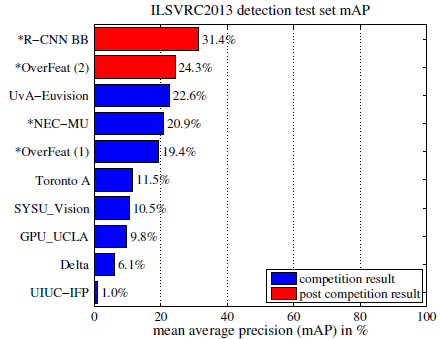 ILSVRC2013 detection test set mAP
*R−CNN BB 31.4%
*OverFeat (2) 24.3%
UvA−Euvision 22.6%
*NEC−MU 20.9%
*OverFeat (1) 19.4%
Toronto A 11.5%
SYSU_Vision 10.5%
GPU_UCLA 9.8%
Delta 6.1%
UIUC−IFP 1.0%
competition result
post competition result
0 20 40 60 80 100
mean average precision (mAP) in %